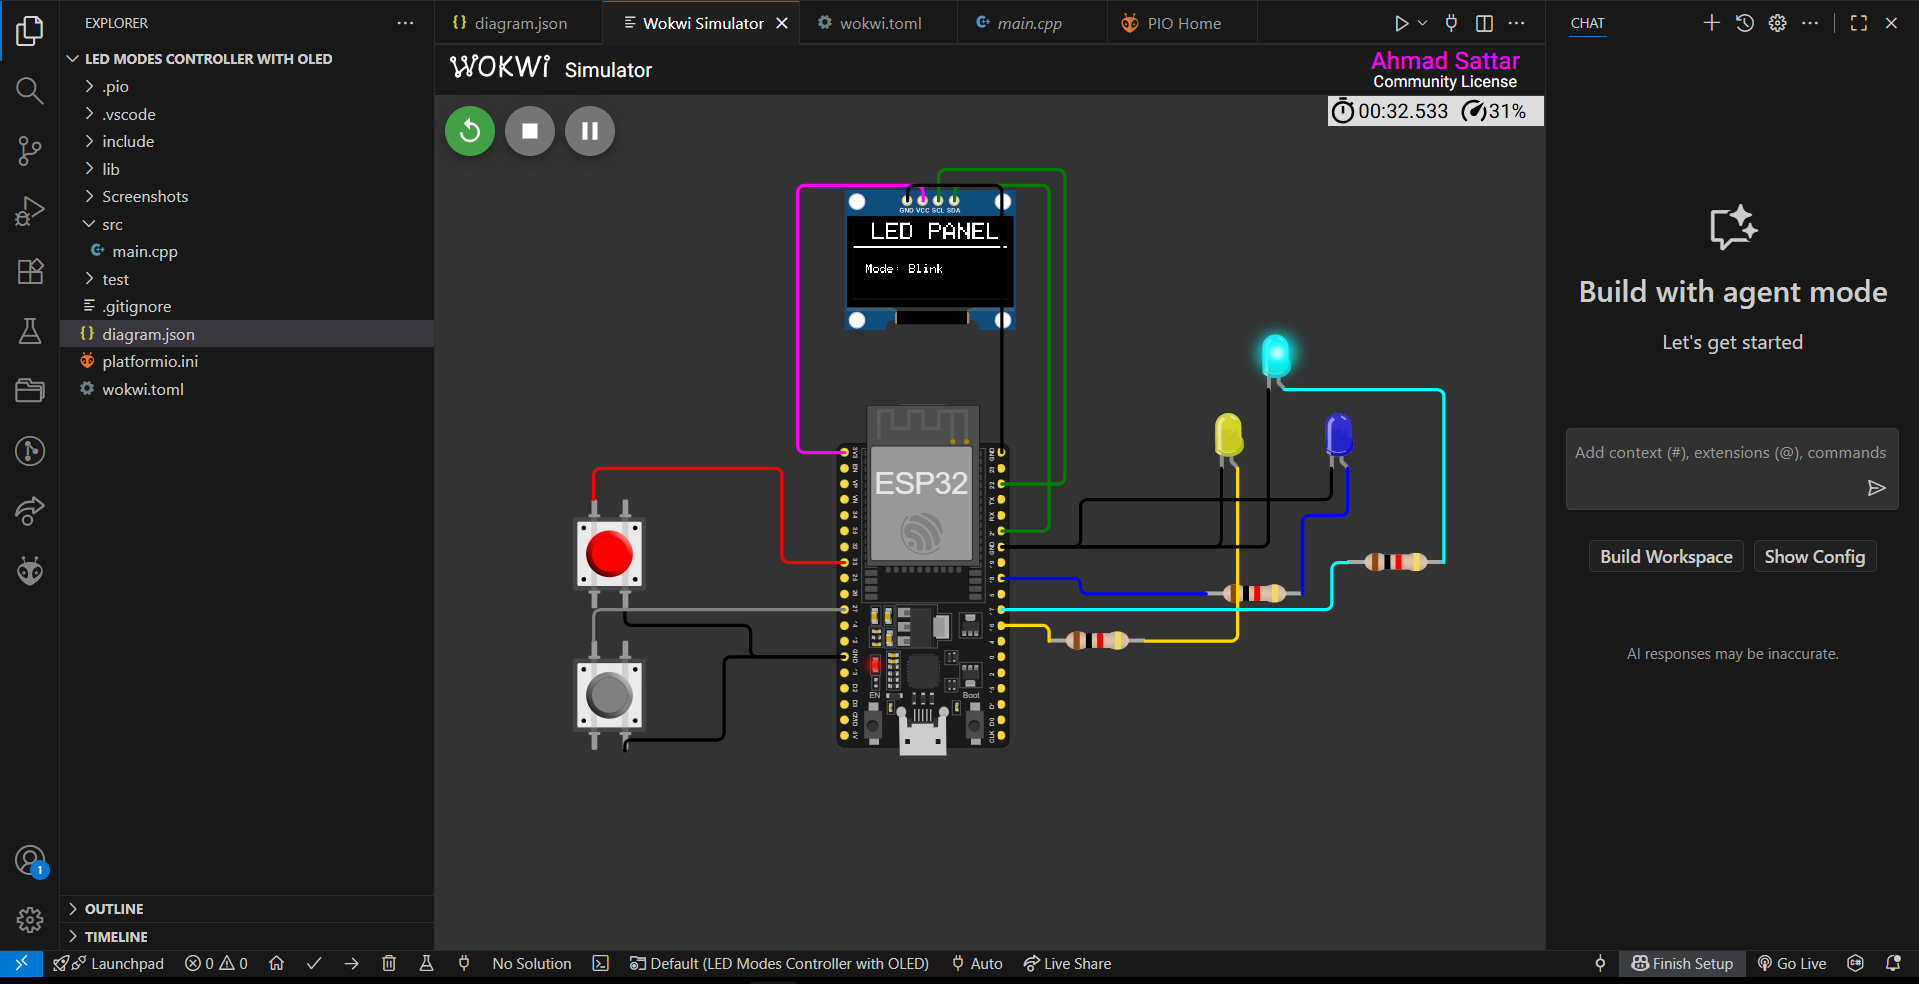 EXPLORER
LED MODES CONTROLLER WITH OLED
.pio
.vscode
include
lib
Screenshots
src
main.cpp
test
.gitignore
diagram.json
platformio.ini
wokwi.toml
OUTLINE
TIMELINE
1
diagram.json
Wokwi Simulator
wokwi.toml
main.cpp
PIO Home
WOKWI Simulator
Ahmad Sattar
Community License
00:32.533 31%
GND VCC SCL SDA
LED PANEL
Mode: Blink
ESP32
EN
Boot
CHAT
Build with agent mode
Let's get started
Add context (#), extensions (@), commands
Build Workspace
Show Config
AI responses may be inaccurate.
Launchpad 0 0 No Solution Default (LED Modes Controller with OLED) Auto Live Share Finish Setup Go Live